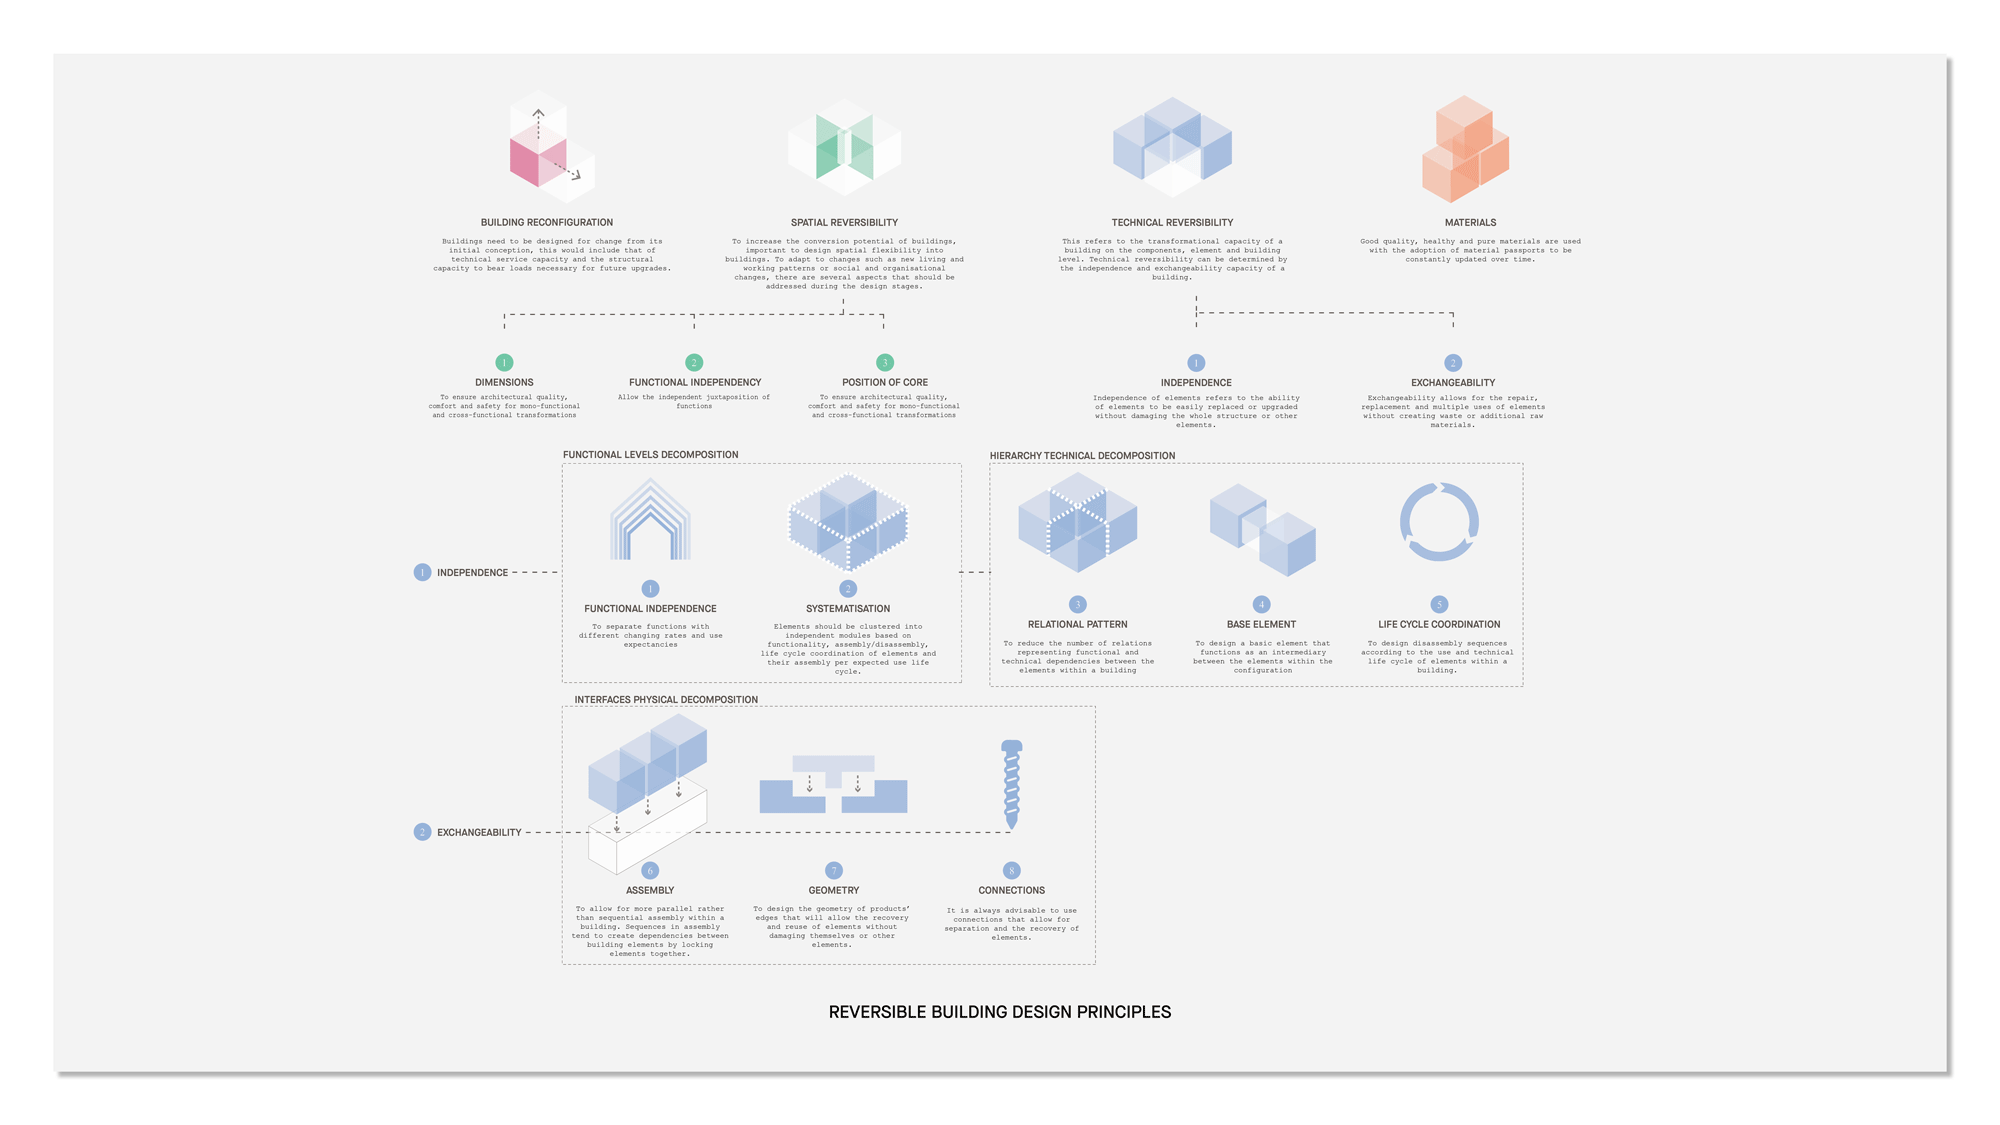 BUILDING RECONFIGURATION
Buildings need to be designed for change from its
initial conception, this would include that of
technical service capacity and the structural
capacity to bear loads necessary for future upgrades.
SPATIAL REVERSIBILITY
To increase the conversion potential of buildings,
important to design spatial flexibility into
buildings. To adapt to changes such as new living and
working patterns or social and organisational
changes, there are several aspects that should be
addressed during the design stages.
TECHNICAL REVERSIBILITY
This refers to the transformational capacity of a
building on the components, element and building
level. Technical reversibility can be determined by
the independence and exchangeability capacity of a
building.
MATERIALS
Good quality, healthy and pure materials are used
with the adoption of material passports to be
constantly updated over time.
1
DIMENSIONS
To ensure architectural quality,
comfort and safety for mono-functional
and cross-functional transformations
2
FUNCTIONAL INDEPENDENCY
Allow the independent juxtaposition of
functions
3
POSITION OF CORE
To ensure architectural quality,
comfort and safety for mono-functional
and cross-functional transformations
1
INDEPENDENCE
Independence of elements refers to the ability
of elements to be easily replaced or upgraded
without damaging the whole structure or other
elements.
2
EXCHANGEABILITY
Exchangeability allows for the repair,
replacement and multiple uses of elements
without creating waste or additional raw
materials.
1 INDEPENDENCE
FUNCTIONAL LEVELS DECOMPOSITION
1
FUNCTIONAL INDEPENDENCE
To separate functions with
different changing rates and use
expectancies
2
SYSTEMATISATION
Elements should be clustered into
independent modules based on
functionality, assembly/disassembly,
life cycle coordination of elements and
their assembly per expected use life
cycle.
HIERARCHY TECHNICAL DECOMPOSITION
3
RELATIONAL PATTERN
To reduce the number of relations
representing functional and
technical dependencies between the
elements within a building
4
BASE ELEMENT
To design a basic element that
functions as an intermediary
between the elements within the
configuration
5
LIFE CYCLE COORDINATION
To design disassembly sequences
according to the use and technical
life cycle of elements within a
building.
2 EXCHANGEABILITY
INTERFACES PHYSICAL DECOMPOSITION
6
ASSEMBLY
To allow for more parallel rather
than sequential assembly within a
building. Sequences in assembly
tend to create dependencies between
building elements by locking
elements together.
7
GEOMETRY
To design the geometry of products'
edges that will allow the recovery
and reuse of elements without
damaging themselves or other
elements.
8
CONNECTIONS
It is always advisable to use
connections that allow for
separation and the recovery of
elements.
REVERSIBLE BUILDING DESIGN PRINCIPLES